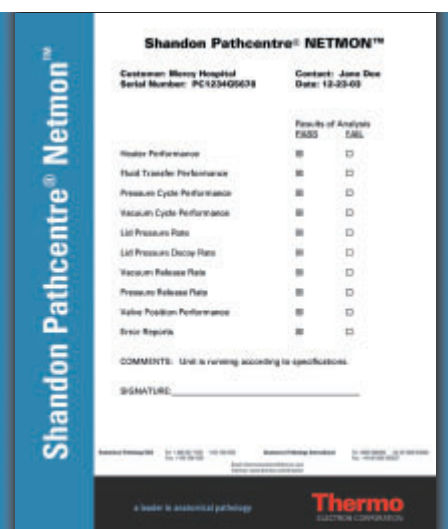 Shandon Pathcentre® Netmon™
Shandon Pathcentre® NETMON™
Customer: Mercy Hospital Contact: Jane Doe
Serial Number: PC1234Q5678 Date: 12-23-03
Results of Analysis
PASS FAIL
Heater Performance
Fluid Transfer Performance
Pressure Cycle Performance
Vacuum Cycle Performance
Lid Pressure Rate
Lid Pressure Decay Rate
Vacuum Release Rate
Pressure Release Rate
Valve Position Performance
Error Reports
COMMENTS: Unit is running according to specifications.
SIGNATURE:
a leader in anatomical pathology
Thermo
ELECTRON CORPORATION